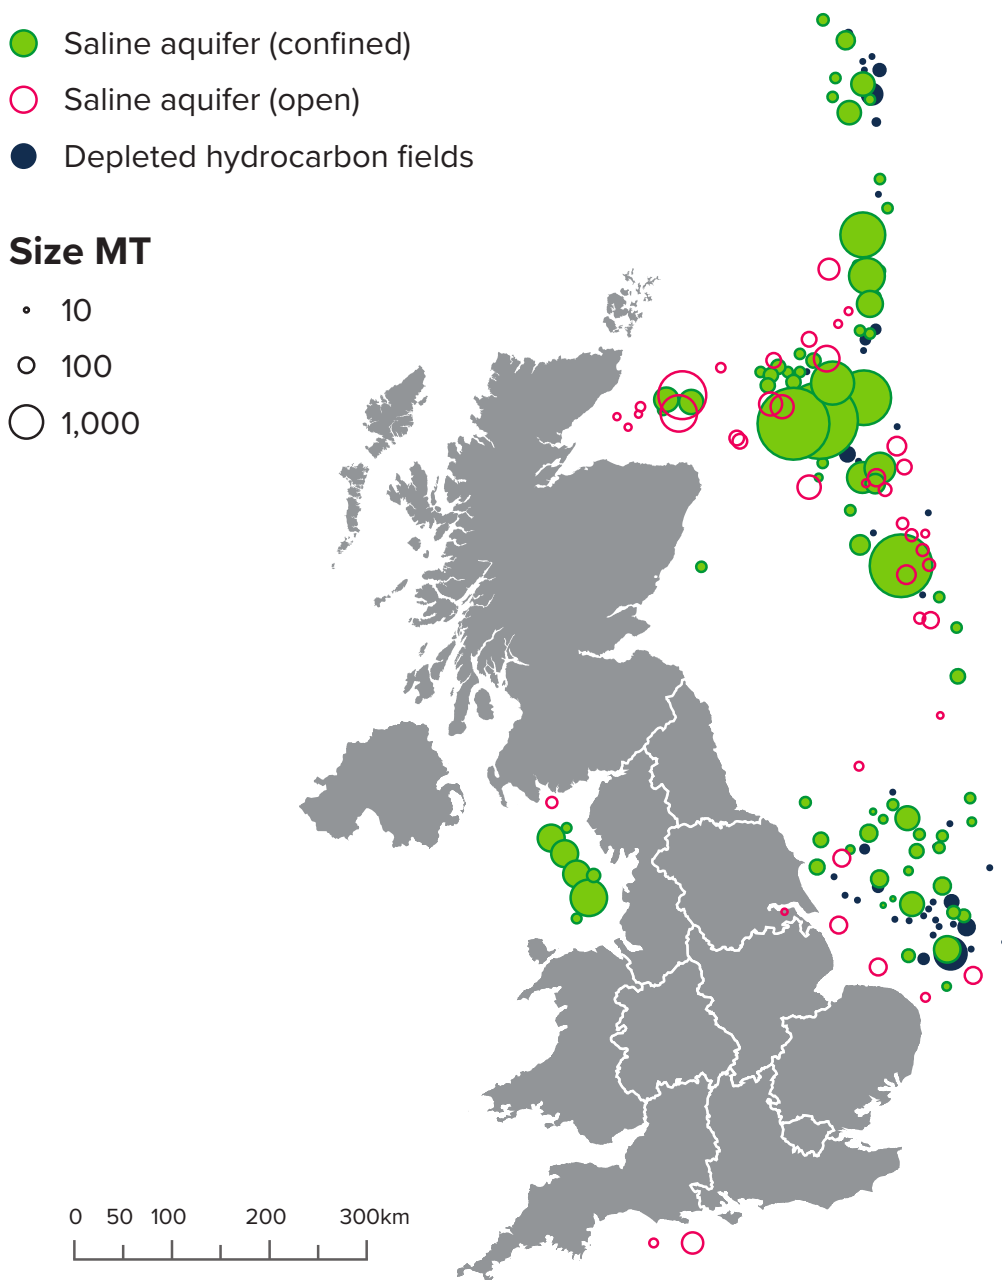 Saline aquifer (confined)
Saline aquifer (open)
Depleted hydrocarbon fields
Size MT
10
100
1,000
0 50 100 200 300km